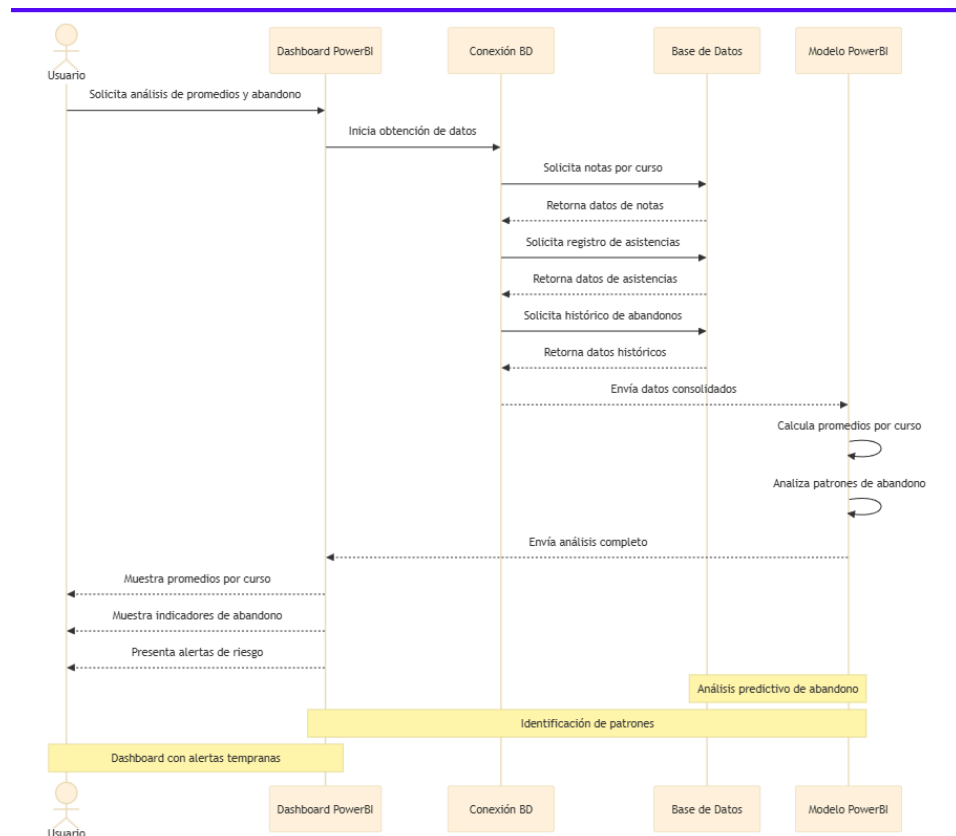 Dashboard PowerBI
Conexión BD
Base de Datos
Modelo PowerBI
Usuario
Solicita análisis de promedios y abandono
Inicia obtención de datos
Solicita notas por curso
Retorna datos de notas
Solicita registro de asistencias
Retorna datos de asistencias
Solicita histórico de abandonos
Retorna datos históricos
Envía datos consolidados
Calcula promedios por curso
Analiza patrones de abandono
Envía análisis completo
Muestra promedios por curso
Muestra indicadores de abandono
Presenta alertas de riesgo
Análisis predictivo de abandono
Identificación de patrones
Dashboard con alertas tempranas
Dashboard PowerBI
Conexión BD
Base de Datos
Modelo PowerBI
Usuario